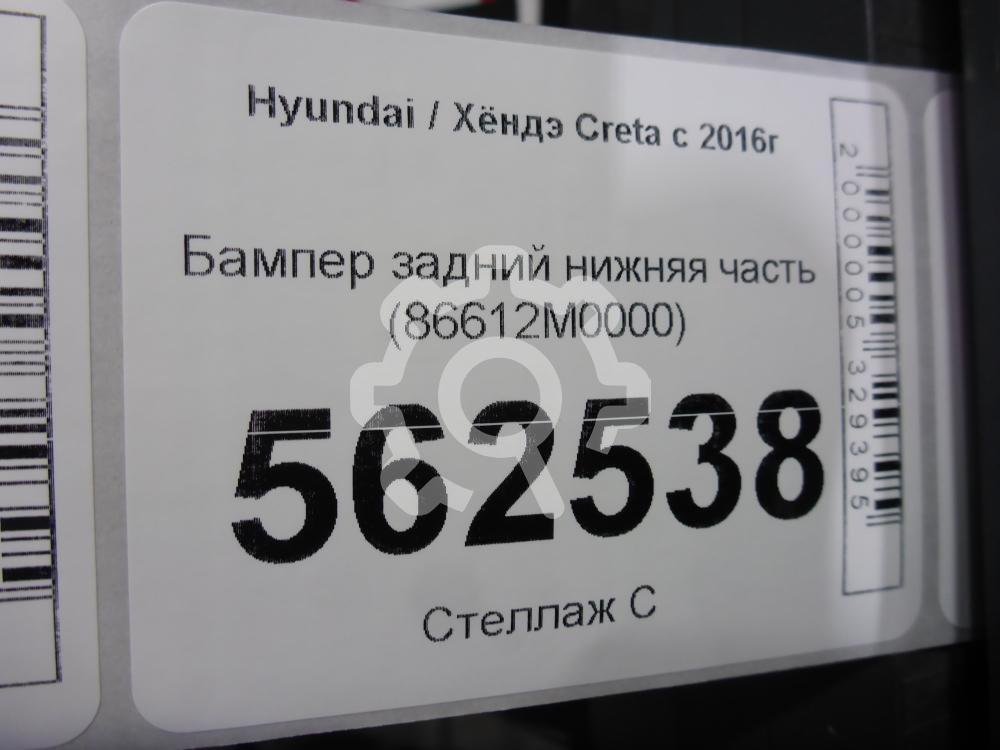 Hyundai / Хёндэ Creta с 2016г
Бампер задний нижняя часть
(86612M0000)
562538
Стеллаж С
2000005329395